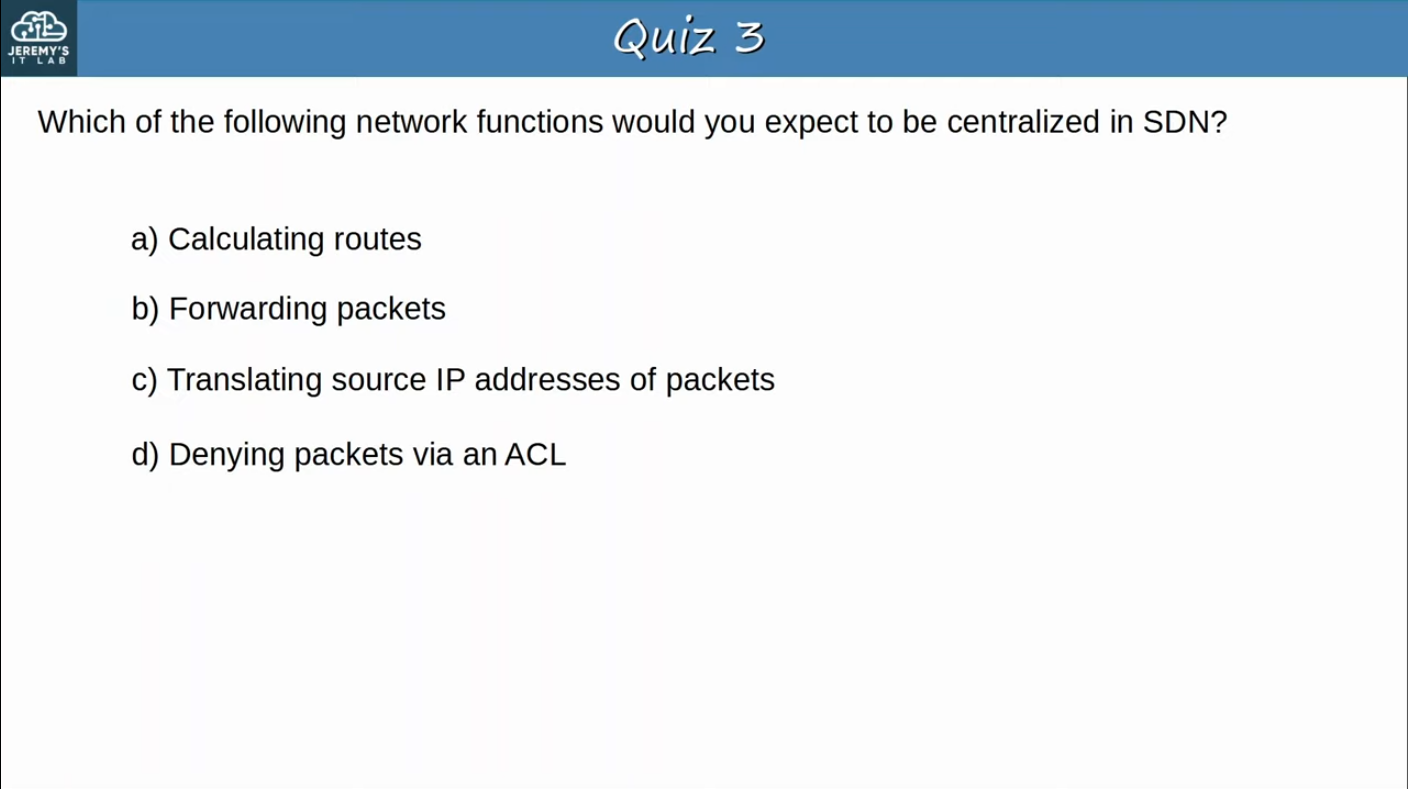 JEREMY'S
IT LAB
Quiz 3
Which of the following network functions would you expect to be centralized in SDN?
a) Calculating routes
b) Forwarding packets
c) Translating source IP addresses of packets
d) Denying packets via an ACL